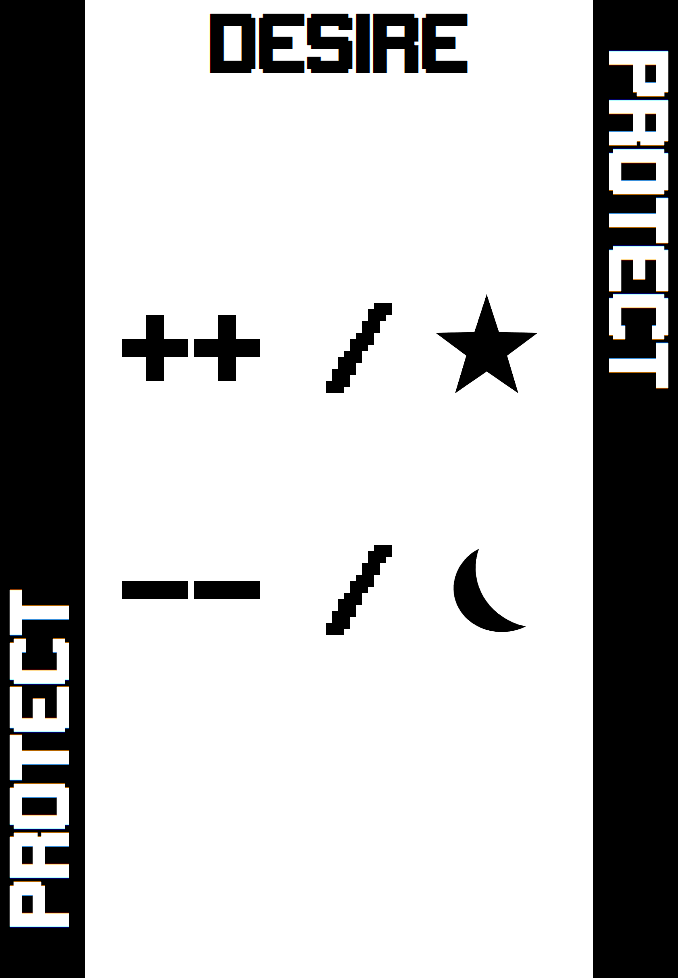 DESIRE
PROTECT
++ / ★
-- / ☾
PROTECT